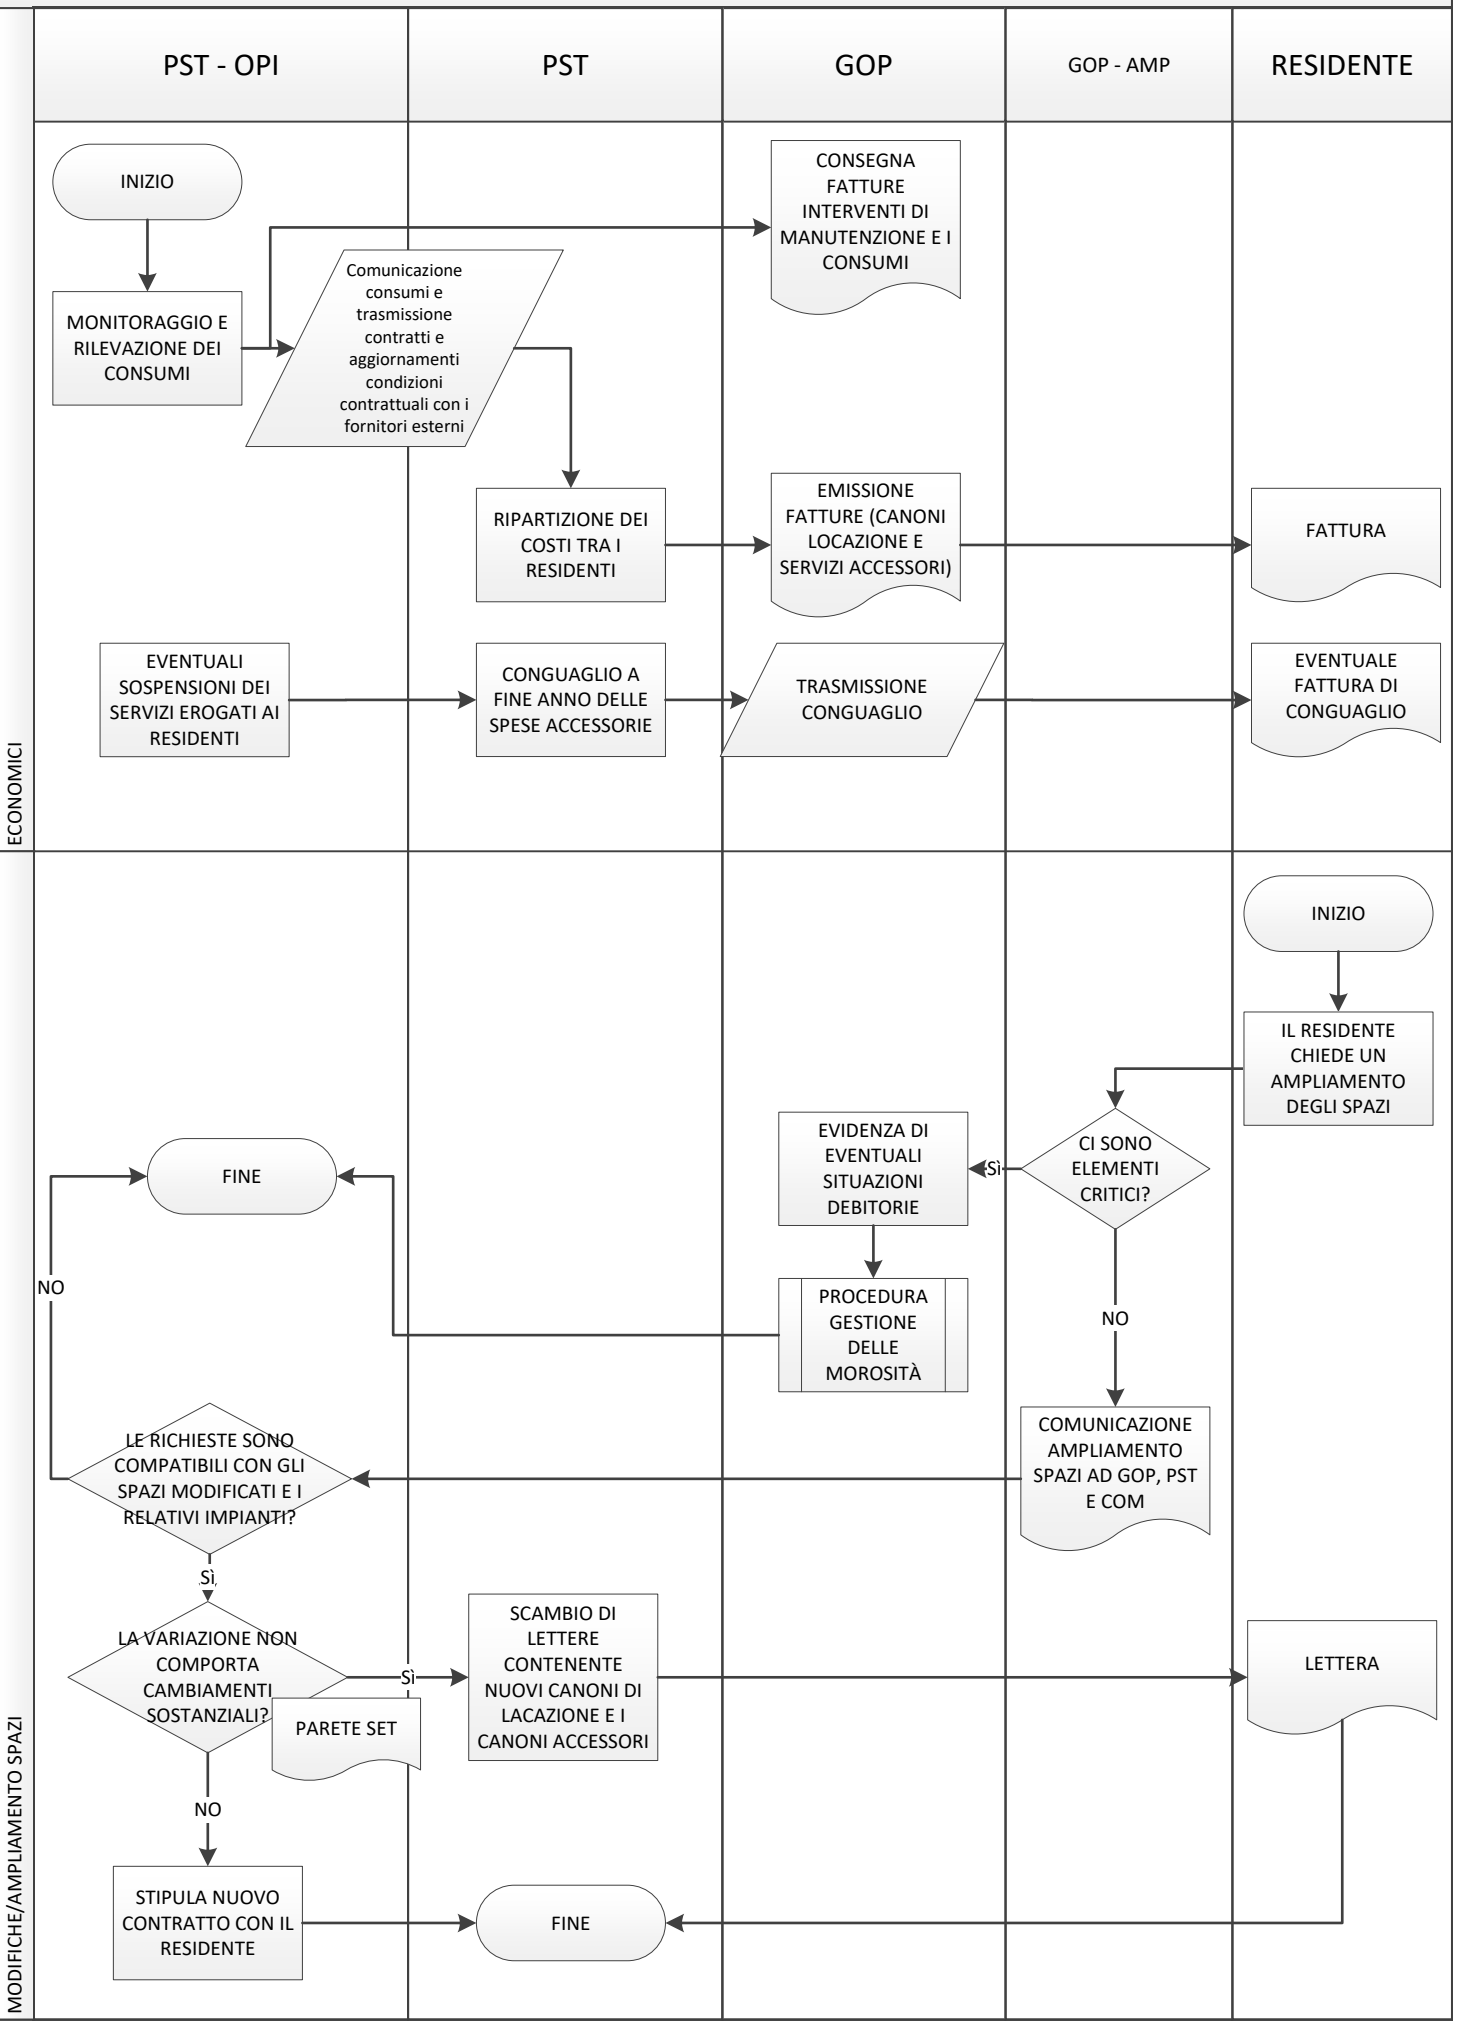 PST - OPI
PST
GOP
GOP - AMP
RESIDENTE
ECONOMICI
INIZIO
CONSEGNA
FATTURE
INTERVENTI DI
MANUTENZIONE E I
CONSUMI
MONITORAGGIO E
RILEVAZIONE DEI
CONSUMI
Comunicazione
consumi e
trasmissione
contratti e
aggiornamenti
condizioni
contrattuali con i
fornitori esterni
RIPARTIZIONE DEI
COSTI TRA I
RESIDENTI
EMISSIONE
FATTURE (CANONI
LOCAZIONE E
SERVIZI ACCESSORI)
FATTURA
EVENTUALI
SOSPENSIONI DEI
SERVIZI EROGATI AI
RESIDENTI
CONGUAGLIO A
FINE ANNO DELLE
SPESE ACCESSORIE
TRASMISSIONE
CONGUAGLIO
EVENTUALE
FATTURA DI
CONGUAGLIO
MODIFICHE/AMPLIAMENTO SPAZI
INIZIO
IL RESIDENTE
CHIEDE UN
AMPLIAMENTO
DEGLI SPAZI
CI SONO
ELEMENTI
CRITICI?
Sì
EVIDENZA DI
EVENTUALI
SITUAZIONI
DEBITORIE
FINE
NO
PROCEDURA
GESTIONE
DELLE
MOROSITÀ
NO
COMUNICAZIONE
AMPLIAMENTO
SPAZI AD GOP, PST
E COM
LE RICHIESTE SONO
COMPATIBILI CON GLI
SPAZI MODIFICATI E I
RELATIVI IMPIANTI?
Sì
LA VARIAZIONE NON
COMPORTA
CAMBIAMENTI
SOSTANZIALI?
Sì
PARETE SET
SCAMBIO DI
LETTERE
CONTENENTE
NUOVI CANONI DI
LACAZIONE E I
CANONI ACCESSORI
LETTERA
NO
STIPULA NUOVO
CONTRATTO CON IL
RESIDENTE
FINE